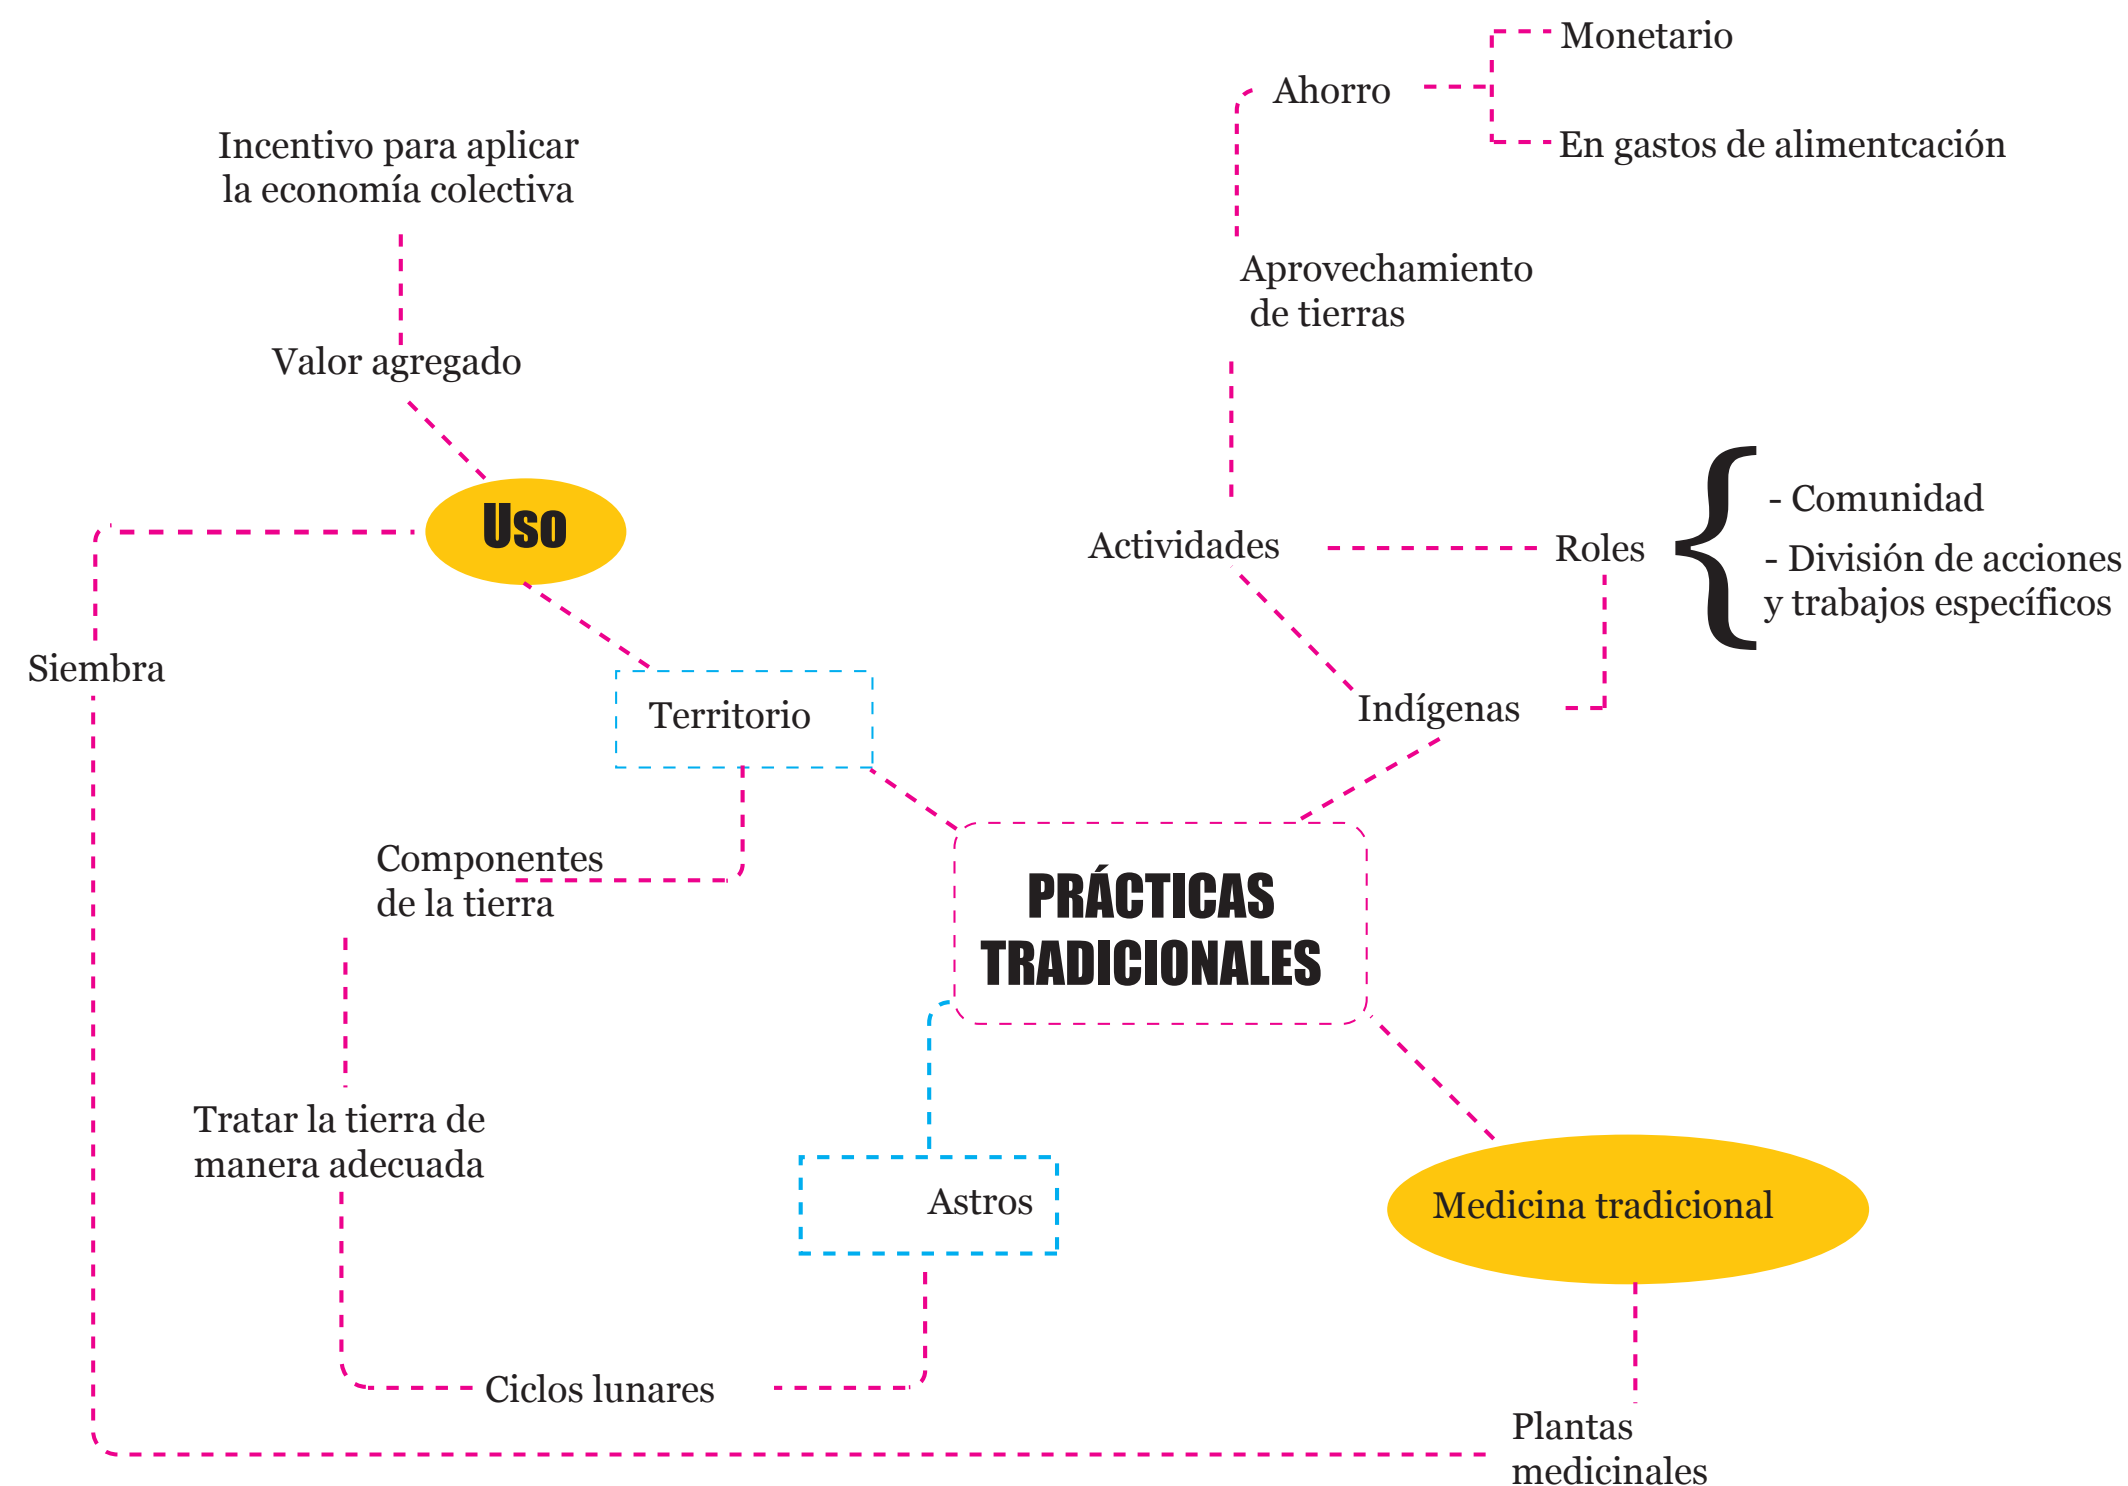 Monetario
Ahorro
En gastos de alimentcación
Incentivo para aplicar
la economía colectiva
Aprovechamiento
de tierras
Valor agregado
Uso
- Comunidad
Actividades
Roles
- División de acciones
y trabajos específicos
Siembra
Territorio
Indígenas
Componentes
de la tierra
PRÁCTICAS
TRADICIONALES
Tratar la tierra de
manera adecuada
Astros
Medicina tradicional
Ciclos lunares
Plantas
medicinales